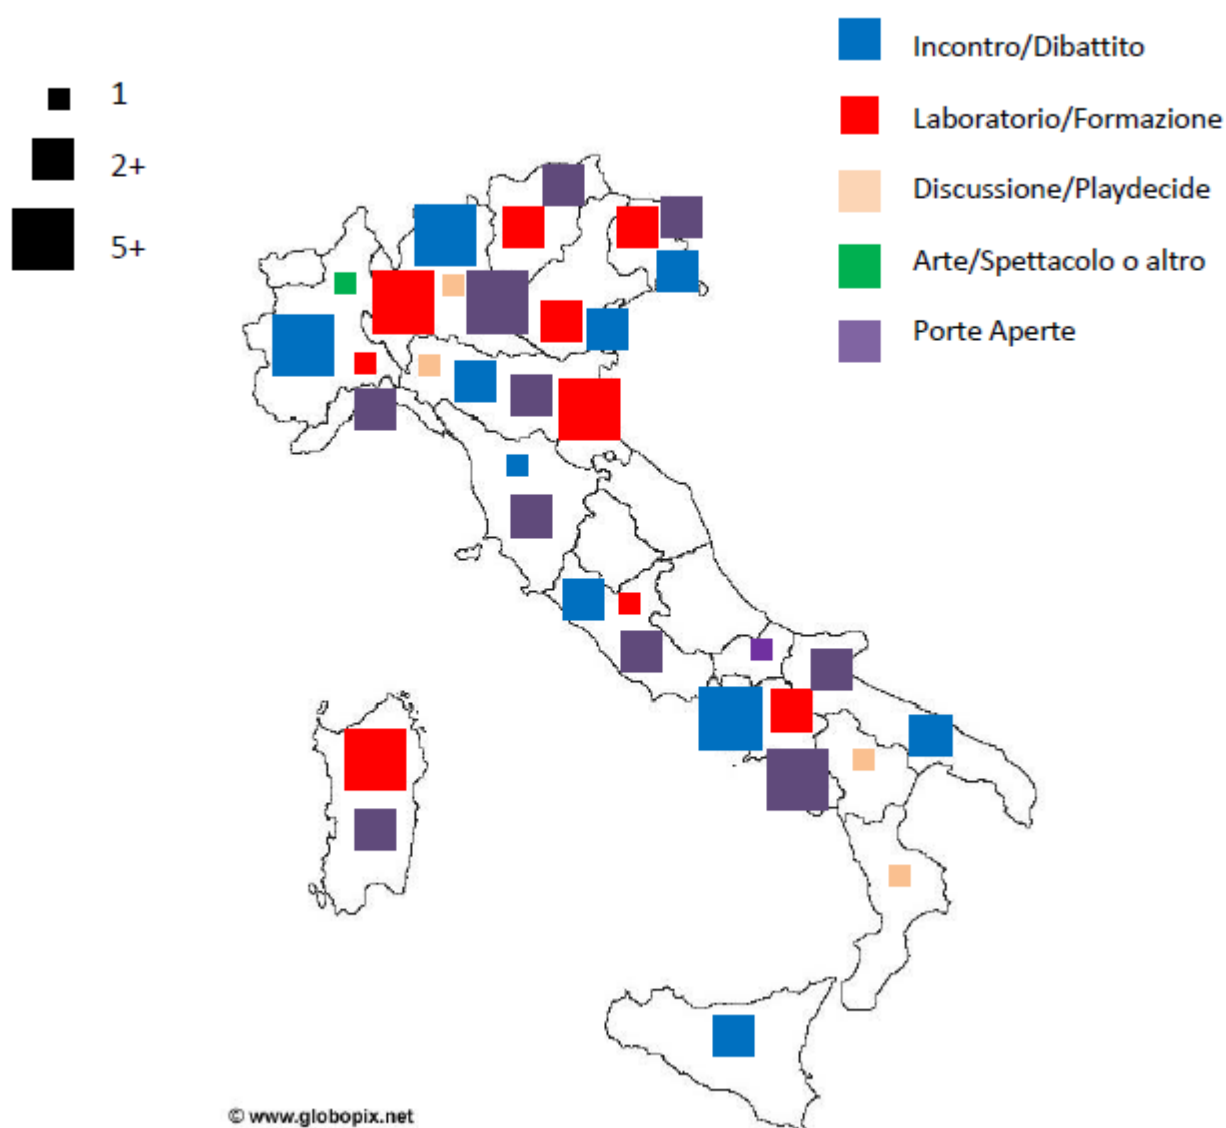 1
2+
5+
Incontro/Dibattito
Laboratorio/Formazione
Discussione/Playdecide
Arte/Spettacolo o altro
Porte Aperte
© www.globopix.net